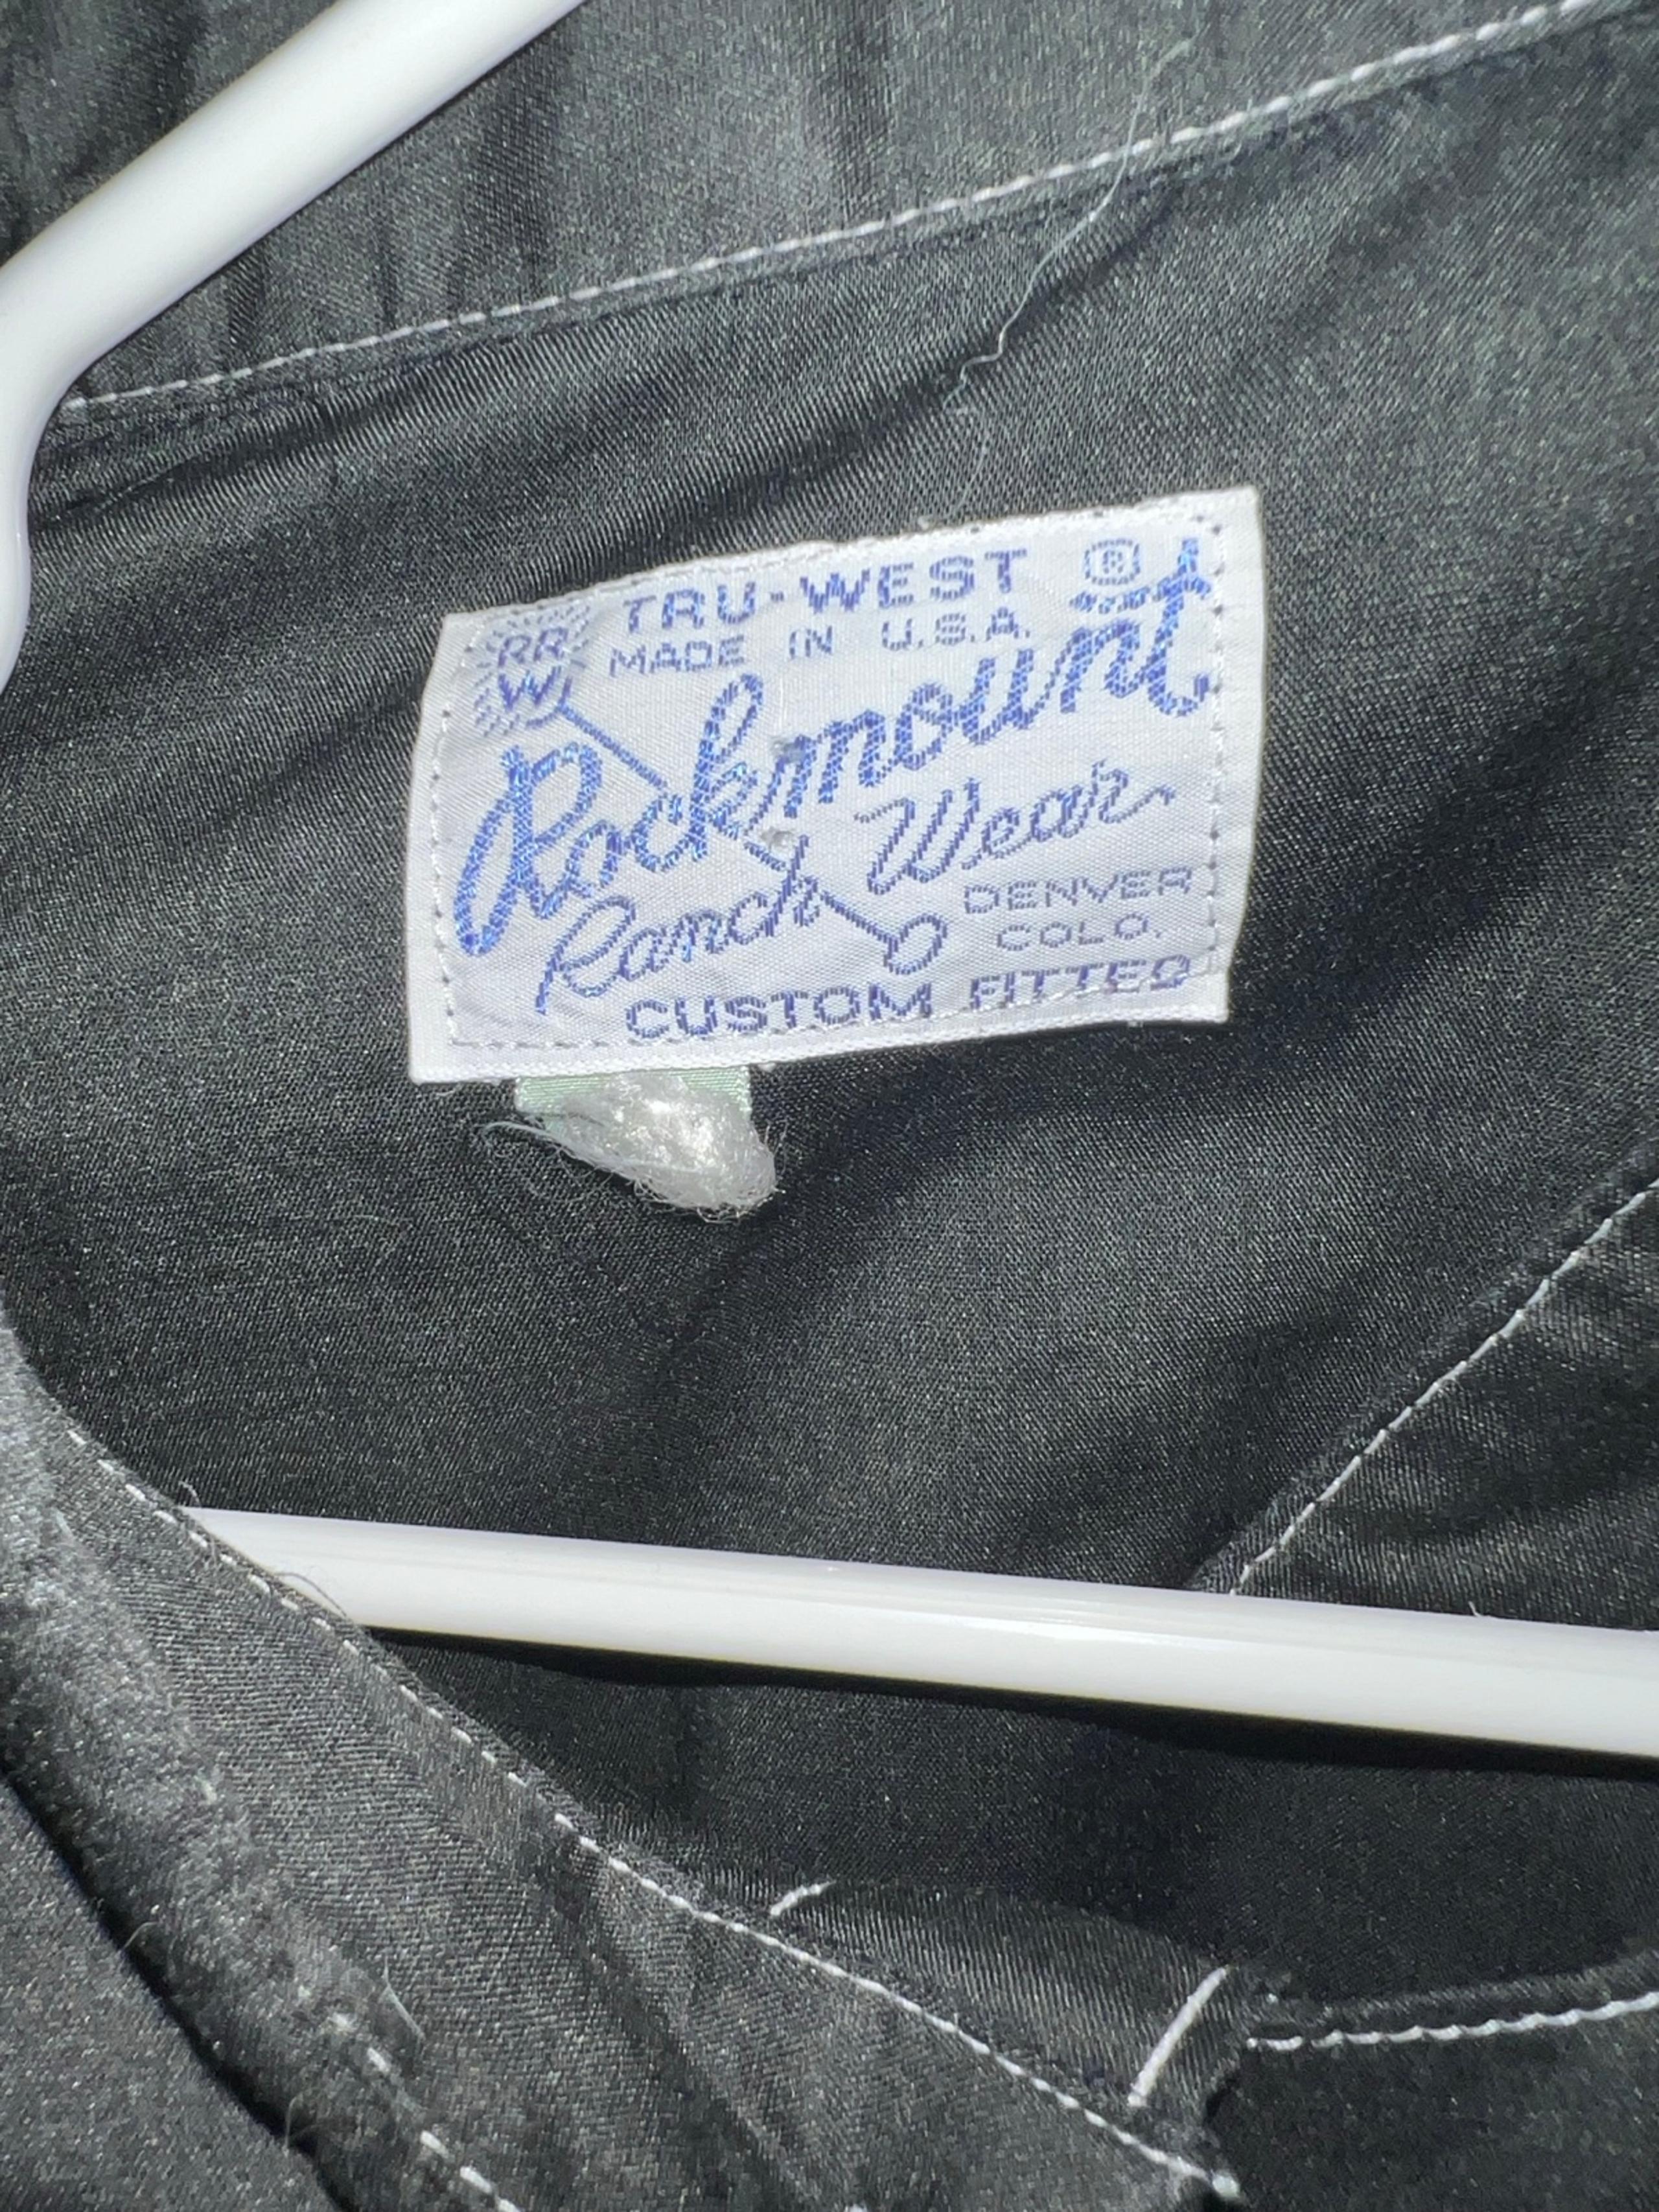 TRU-WEST ®
MADE IN U.S.A.
RR
W
Rockmount
Ranch Wear
DENVER
COLO.
CUSTOM FITTED